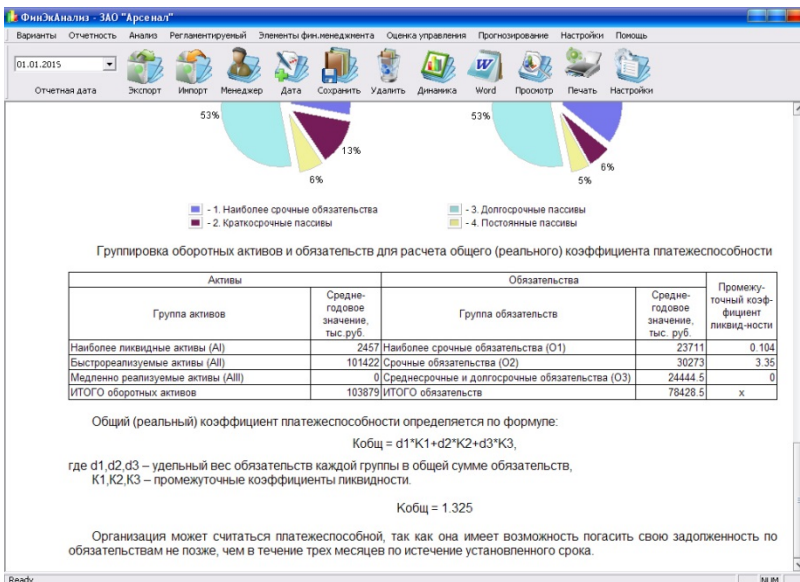 ФинЭкАнализ - ЗАО "Арсенал"
Варианты Отчетность Анализ Регламентируемый Элементы фин.менеджмента Оценка управления Прогнозирование Настройки Помощь
01.01.2015
Отчетная дата Экспорт Импорт Менеджер Дата Сохранить Удалить Динамика Word Просмотр Печать Настройки
53% 53%
13% 6%
6% 5%
- 1. Наиболее срочные обязательства - 3. Долгосрочные пассивы
- 2. Краткосрочные пассивы - 4. Постоянные пассивы
Группировка оборотных активов и обязательств для расчета общего (реального) коэффициента платежеспособности
Активы Обязательства
Группа активов
Средне-
годовое
значение,
тыс.руб.
Группа обязательств
Средне-
годовое
значение,
тыс. руб.
Промежу-
точный коэф-
фициент
ликвид-ности
Наиболее ликвидные активы (АI) 2457 Наиболее срочные обязательства (О1) 23711 0.104
Быстрореализуемые активы (АII) 101422 Срочные обязательства (О2) 30273 3.35
Медленно реализуемые активы (АIII) 0 Среднесрочные и долгосрочные обязательства (О3) 24444.5 0
ИТОГО оборотных активов 103879 ИТОГО обязательств 78428.5 x
Общий (реальный) коэффициент платежеспособности определяется по формуле:
Кобщ = d1*К1+d2*К2+d3*К3,
где d1,d2,d3 – удельный вес обязательств каждой группы в общей сумме обязательств,
К1,К2,К3 – промежуточные коэффициенты ликвидности.
Кобщ = 1.325
Организация может считаться платежеспособной, так как она имеет возможность погасить свою задолженность по
обязательствам не позже, чем в течение трех месяцев по истечение установленного срока.
Ready NUM